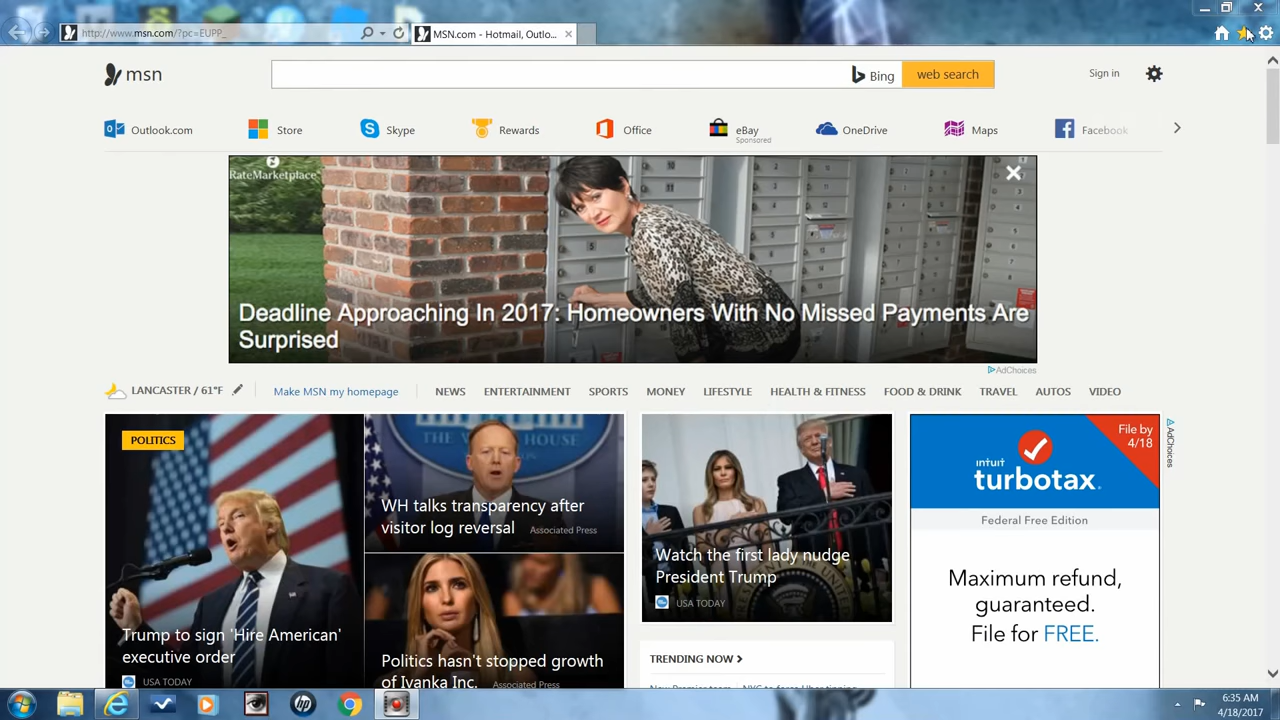 http://www.msn.com/?pc=EUPP_
MSN.com - Hotmail, Outlo...
msn
Bing
web search
Sign in
Outlook.com
Store
Skype
Rewards
Office
eBay
Sponsored
OneDrive
Maps
Facebook
RateMarketplace
Deadline Approaching In 2017: Homeowners With No Missed Payments Are
Surprised
AdChoices
LANCASTER / 61°F
Make MSN my homepage
NEWS
ENTERTAINMENT
SPORTS
MONEY
LIFESTYLE
HEALTH & FITNESS
FOOD & DRINK
TRAVEL
AUTOS
VIDEO
POLITICS
Trump to sign 'Hire American'
executive order
USA TODAY
THE WHITE HOUSE
WH talks transparency after
visitor log reversal
Associated Press
Politics hasn't stopped growth
of Ivanka Inc.
Associated Press
Watch the first lady nudge
President Trump
USA TODAY
TRENDING NOW
File by
4/18
intuit
turbotax.
Federal Free Edition
Maximum refund,
guaranteed.
File for FREE.
AdChoices
hp
6:35 AM
4/18/2017